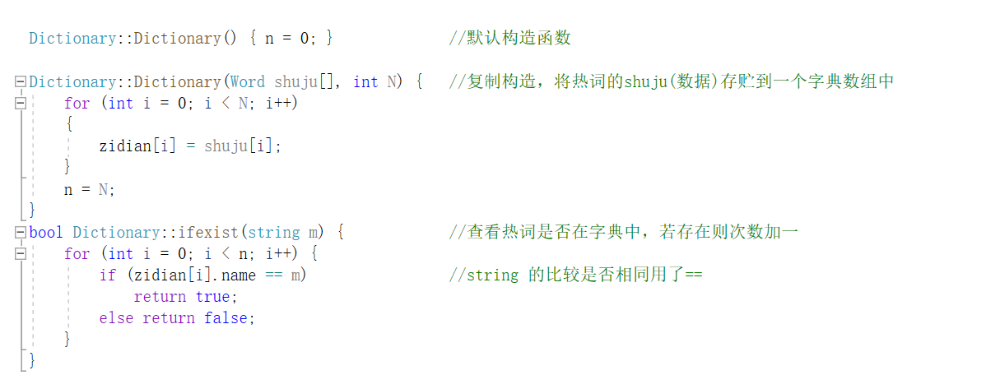 Dictionary::Dictionary() { n = 0; }             //默认构造函数
Dictionary::Dictionary(Word shuju[], int N) {   //复制构造，将热词的shuju(数据)存贮到一个字典数组中
    for (int i = 0; i < N; i++)
    {
        zidian[i] = shuju[i];
    }
    n = N;
}
bool Dictionary::ifexist(string m) {            //查看热词是否在字典中，若存在则次数加一
    for (int i = 0; i < n; i++) {
        if (zidian[i].name == m)                //string 的比较是否相同用了==
            return true;
        else return false;
    }
}